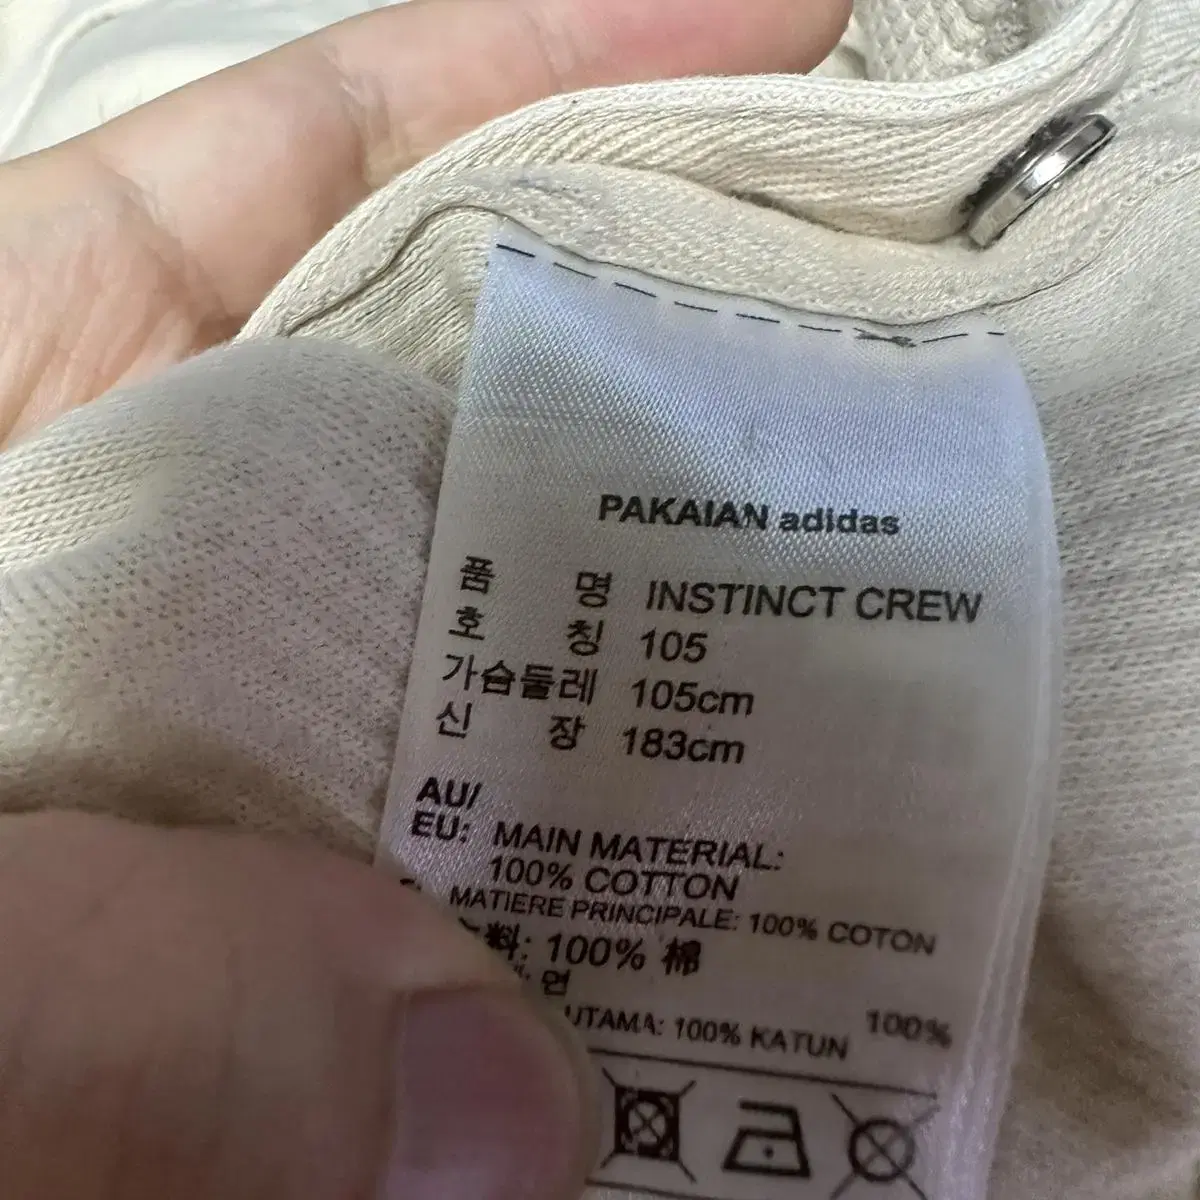 PAKAIAN adidas
품 명 INSTINCT CREW
호 칭 105
가슴둘레 105cm
신 장 183cm
AU/
EU: MAIN MATERIAL:
100% COTTON
MATIERE PRINCIPALE: 100% COTON
料: 100% 棉
면 100%
UTAMA: 100% KATUN